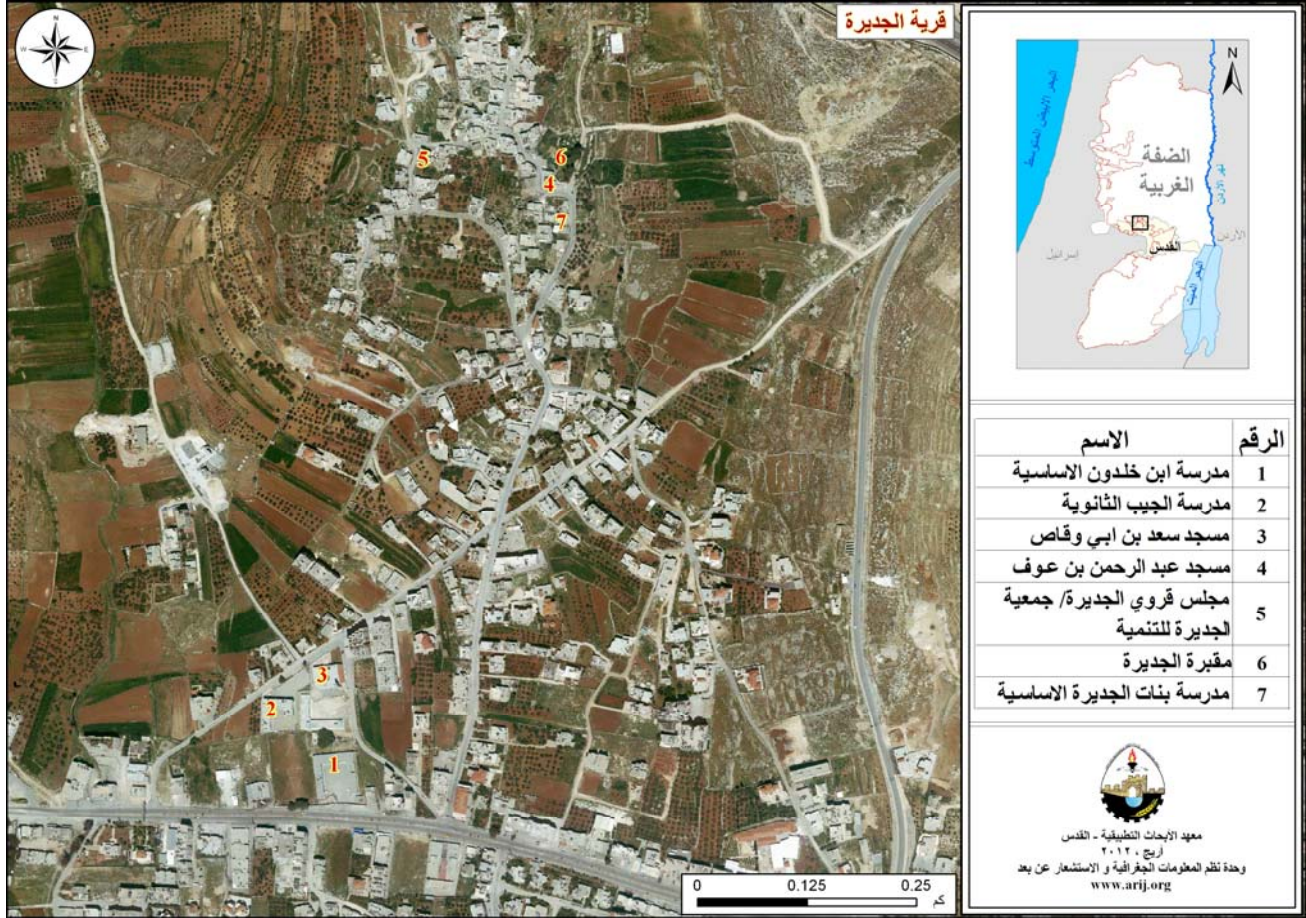 قرية الجديرة
N
W
E
S
5
6
4
7
3
2
1
0
0.125
0.25
كم
N
البحر الابيض المتوسط
الضفة
الغربية
نهر الاردن
الأردن
القدس
إسرائيل
البحر الميت
الرقم الاسم
1 مدرسة ابن خلدون الاساسية
2 مدرسة الجيب الثانوية
3 مسجد سعد بن ابي وقاص
4 مسجد عبد الرحمن بن عوف
5 مجلس قروي الجديرة/ جمعية
الجديرة للتنمية
6 مقبرة الجديرة
7 مدرسة بنات الجديرة الاساسية
معهد الأبحاث التطبيقية - القدس
أريج ، ٢٠١٢
وحدة نظم المعلومات الجغرافية و الاستشعار عن بعد
www.arij.org